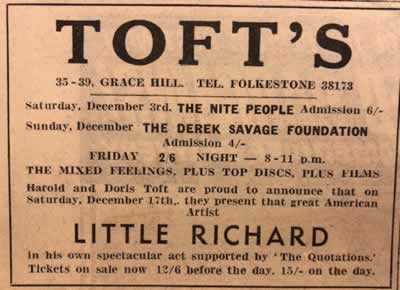 TOFT'S
35-39, GRACE HILL. TEL. FOLKESTONE 38173
Saturday, December 3rd. THE NITE PEOPLE Admission 6/-
Sunday, December THE DEREK SAVAGE FOUNDATION
Admission 4/-
FRIDAY 2/6 NIGHT — 8-11 p.m.
THE MIXED FEELINGS, PLUS TOP DISCS, PLUS FILMS
Harold and Doris Toft are proud to announce that on
Saturday, December 17th,. they present that great American
Artist
LITTLE RICHARD
in his own spectacular act supported by 'The Quotations.'
Tickets on sale now 12/6 before the day. 15/- on the day.